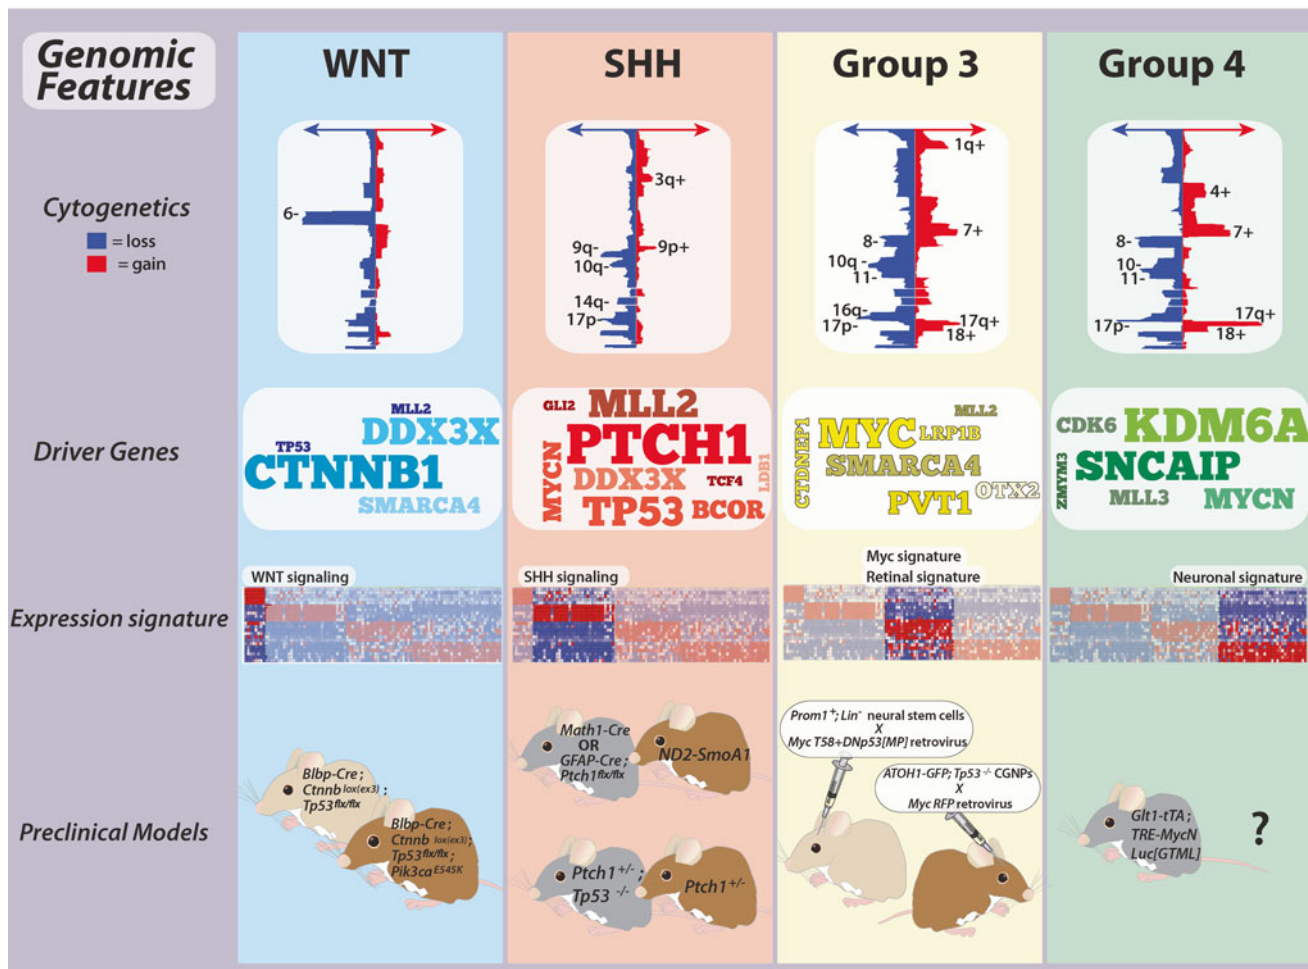 Genomic
Features
WNT
SHH
Group 3
Group 4
Cytogenetics
= loss
= gain
6-
3q+
9q-
9p+
10q-
14q-
17p-
1q+
8-
7+
10q -
11-
16q-
17p-
17q+
18+
4+
7+
8-
10-
11-
17p-
17q+
18+
Driver Genes
MLL2
DDX3X
TP53
CTNNB1
SMARCA4
GLI2
MLL2
PTCH1
MYCN
DDX3X
TCF4
LDB1
TP53
BCOR
CTDNEP1
MLL2
MYC
LRP1B
SMARCA4
PVT1
OTX2
CDK6
KDM6A
ZMYM3
SNCAIP
MLL3
MYCN
Expression signature
WNT signaling
SHH signaling
Myc signature
Retinal signature
Neuronal signature
Preclinical Models
Blbp-Cre ;
Ctnnb lox(ex3) ;
Tp53flx/flx
Blbp-Cre ;
Ctnnb lox(ex3) ;
Tp53flx/flx ;
Pik3ca E545K
Math1-Cre
OR
GFAP-Cre ;
Ptch1flx/flx
ND2-SmoA1
Ptch1+/- ;
Tp53 -/-
Ptch1+/-
Prom1+; Lin- neural stem cells
X
Myc T58+DNp53[MP] retrovirus
ATOH1-GFP; Tp53 -/- CGNPs
X
Myc RFP retrovirus
Glt1-tTA ;
TRE-MycN
Luc[GTML]
?